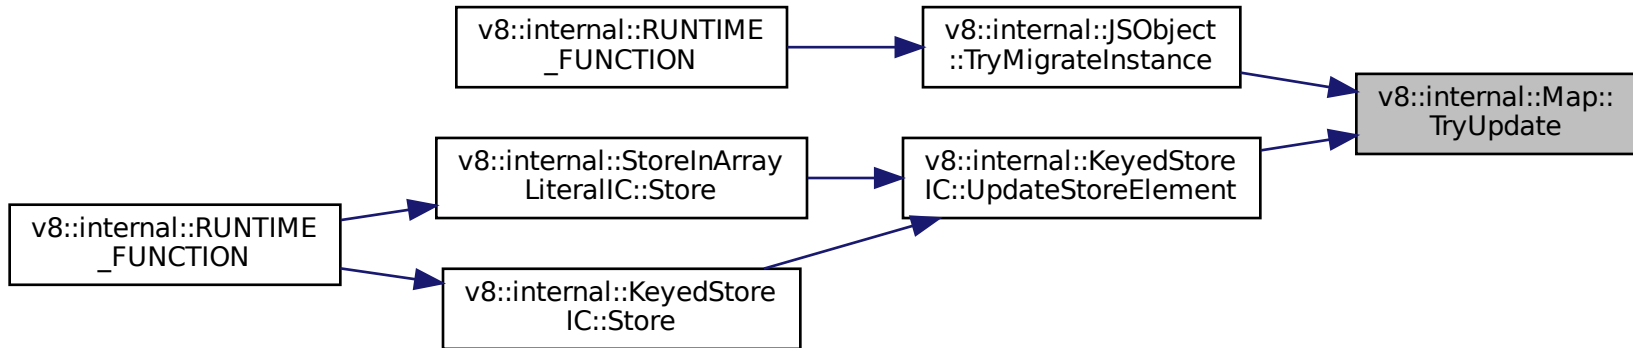 v8::internal::RUNTIME
_FUNCTION
v8::internal::JSObject
::TryMigrateInstance
v8::internal::Map::
TryUpdate
v8::internal::StoreInArray
LiteralIC::Store
v8::internal::KeyedStore
IC::UpdateStoreElement
v8::internal::RUNTIME
_FUNCTION
v8::internal::KeyedStore
IC::Store